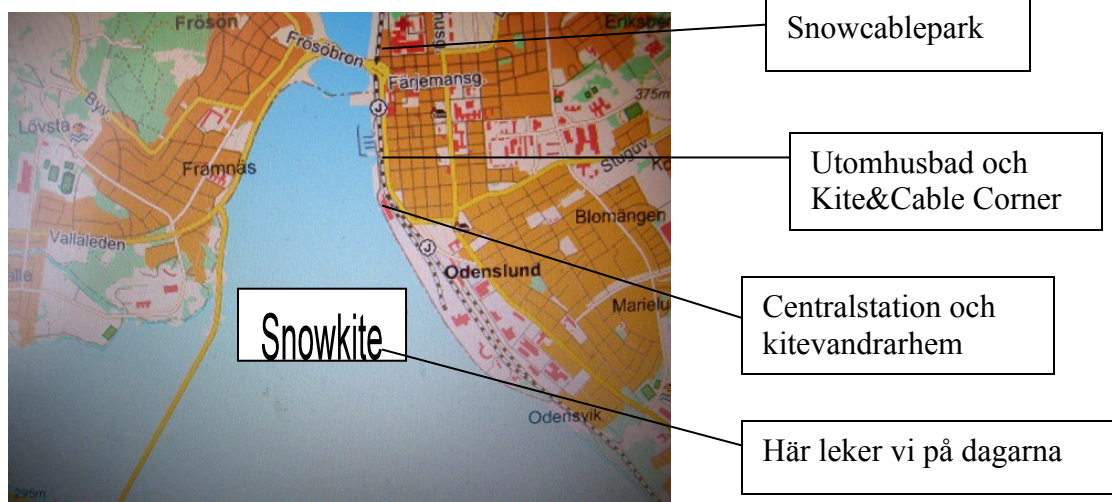 Snowcablepark
Utomhusbad och
Kite&Cable Corner
Centralstation och
kitevandrarhem
Här leker vi på dagarna
Snowkite
Frösön
Frösöbron
Färjemansg.
375m
Byv.
Lövsta
Framnäs
Stuguv.
Blomängen
Vallaleden
Odenslund
Marielu
Odensvik
295m
J
J